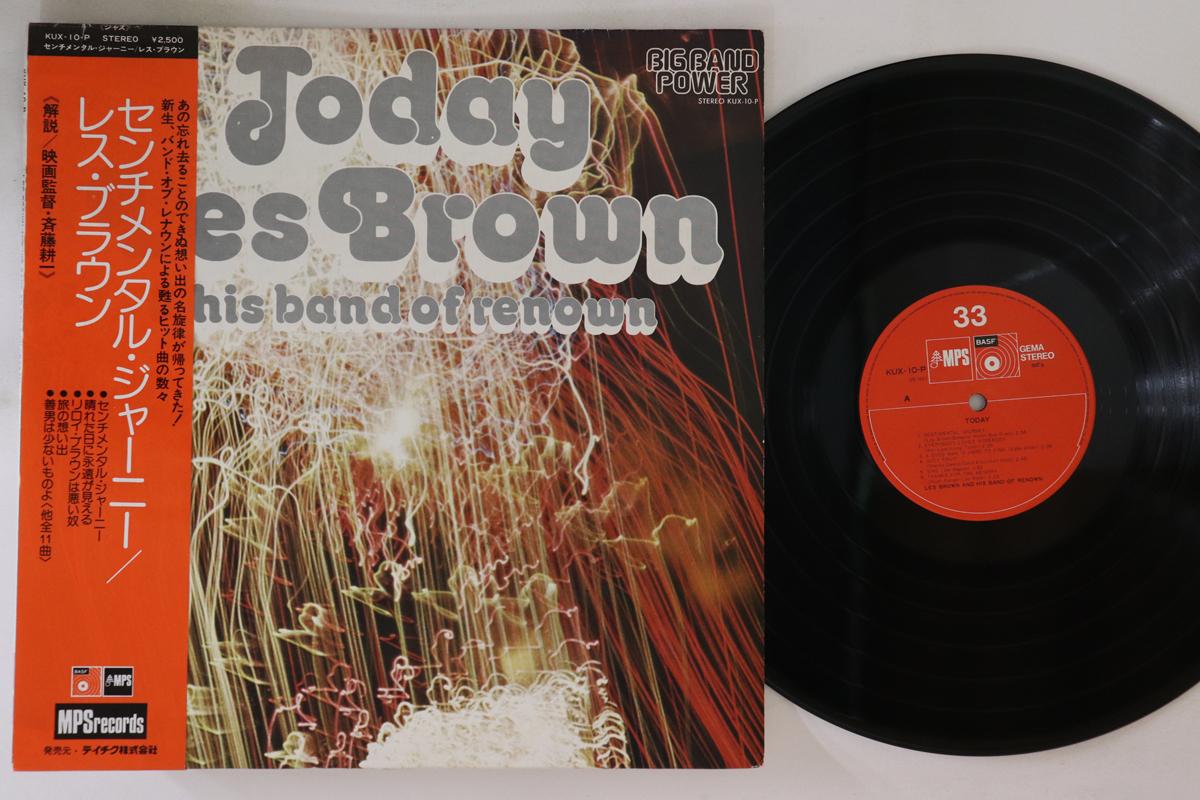 〈ジャズ〉
KUX-10-P STEREO ¥2,500
センチメンタル・ジャーニー/レス・ブラウン
あの忘れ去ることのできぬ想い出の名旋律が帰ってきた!
新生、バンド・オブ・レナウンによる甦るヒット曲の数々
センチメンタル・ジャーニー/
レス・ブラウン
《解説/映画監督・斉藤耕一》
●センチメンタル・ジャーニー
●晴れた日に永遠が見える
●リロイ・ブラウンは悪い奴
●旅の想い出
●善男は少ないものよ〈他全11曲〉
BASF MPS
MPSrecords
発売元・テイチク株式会社
Today
es Brown
his band of renown
BIG BAND
POWER
STEREO KUX-10-P
33
MPS BASF
GEMA
STEREO
KUX-10-P
A
TODAY
1. SENTIMENTAL JOURNEY
LES BROWN AND HIS BAND OF RENOWN